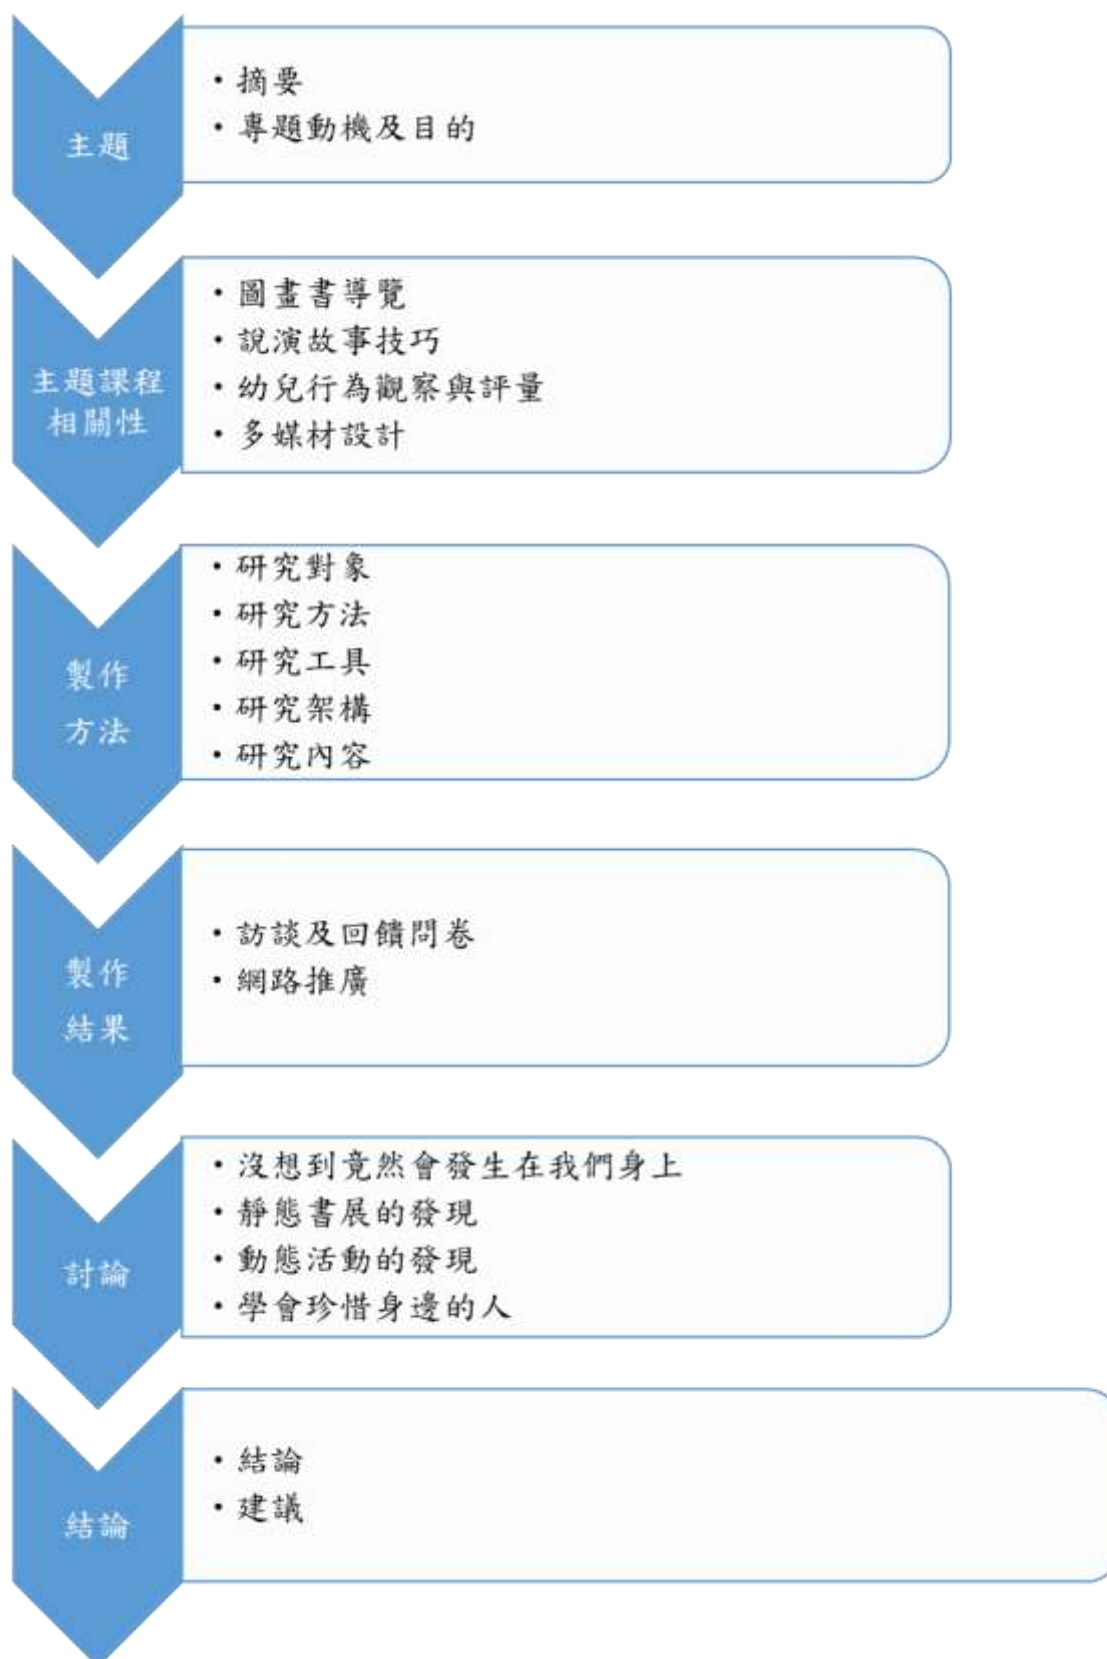 主題
・摘要
・專題動機及目的
主題課程
相關性
・圖畫書導覽
・說演故事技巧
・幼兒行為觀察與評量
・多媒材設計
製作
方法
・研究對象
・研究方法
・研究工具
・研究架構
・研究內容
製作
結果
・訪談及回饋問卷
・網路推廣
討論
・沒想到竟然會發生在我們身上
・靜態書展的發現
・動態活動的發現
・學會珍惜身邊的人
結論
・結論
・建議